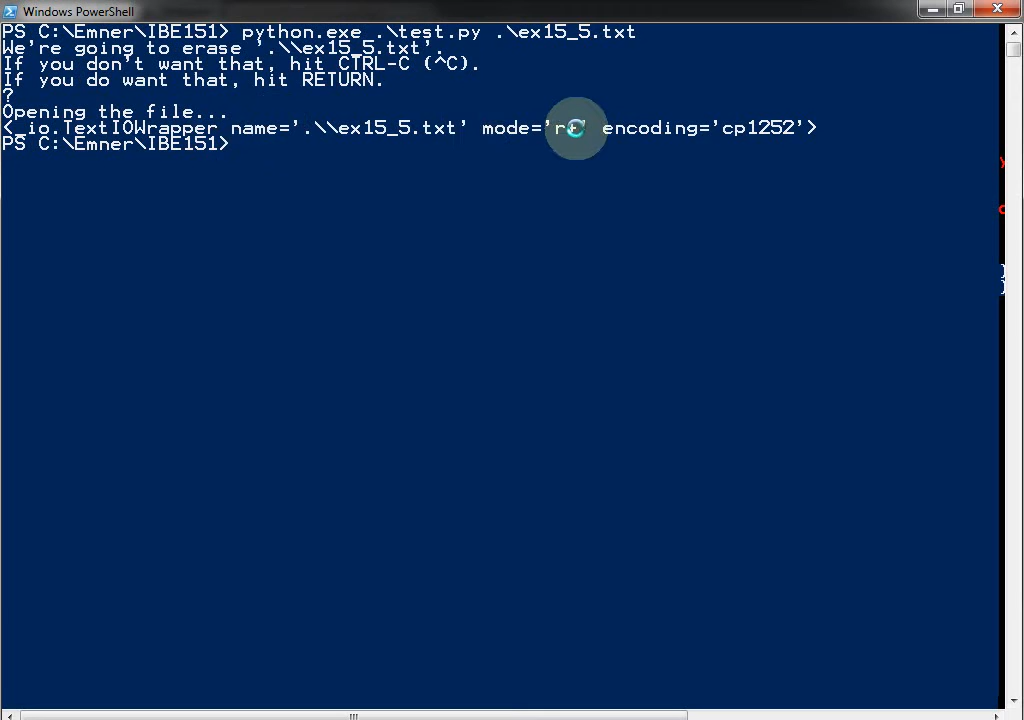 Windows PowerShell
PS C:\Emner\IBE151> python.exe .\test.py .\ex15_5.txt
We're going to erase '.\\ex15_5.txt'.
If you don't want that, hit CTRL-C (^C).
If you do want that, hit RETURN.
?
Opening the file...
<_io.TextIOWrapper name='.\\ex15_5.txt' encoding='cp1252'>
PS C:\Emner\IBE151>